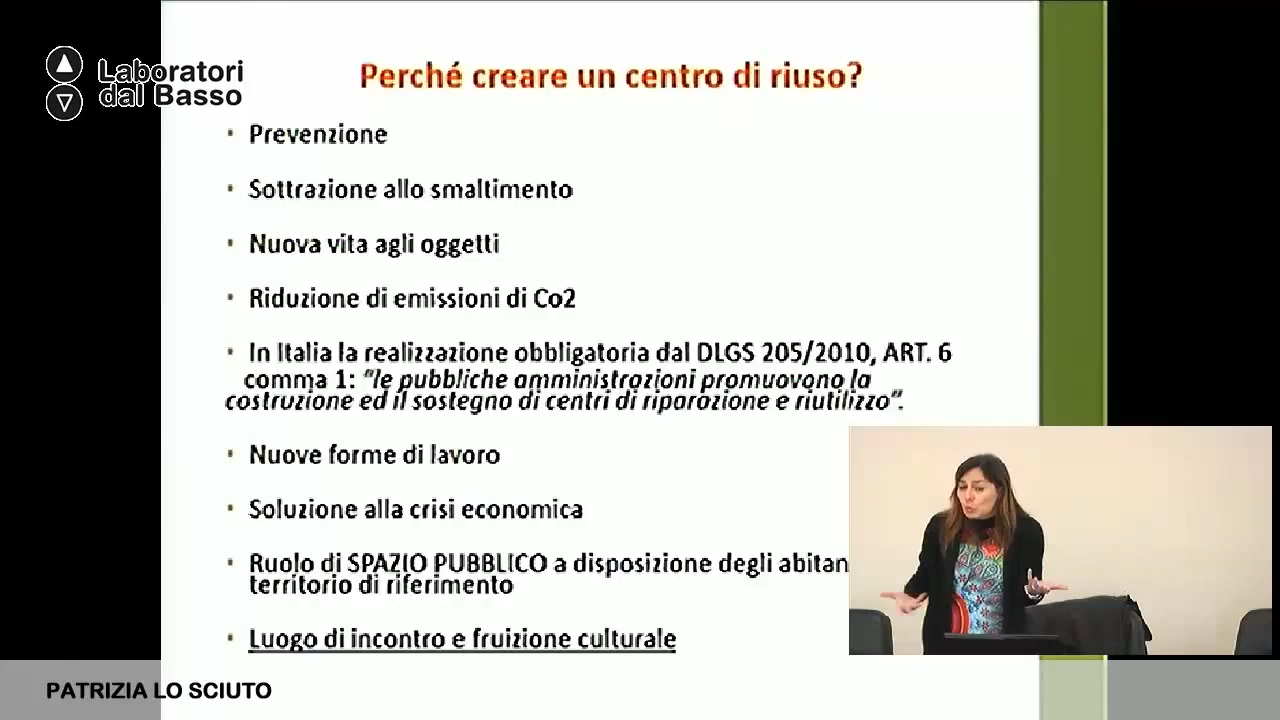 Laboratori
dal Basso
Perché creare un centro di riuso?
• Prevenzione
• Sottrazione allo smaltimento
• Nuova vita agli oggetti
• Riduzione di emissioni di Co2
• In Italia la realizzazione obbligatoria dal DLGS 205/2010, ART. 6
comma 1: “le pubbliche amministrazioni promuovono la
costruzione ed il sostegno di centri di riparazione e riutilizzo”.
• Nuove forme di lavoro
• Soluzione alla crisi economica
• Ruolo di SPAZIO PUBBLICO a disposizione degli abitan
territorio di riferimento
• Luogo di incontro e fruizione culturale
PATRIZIA LO SCIUTO